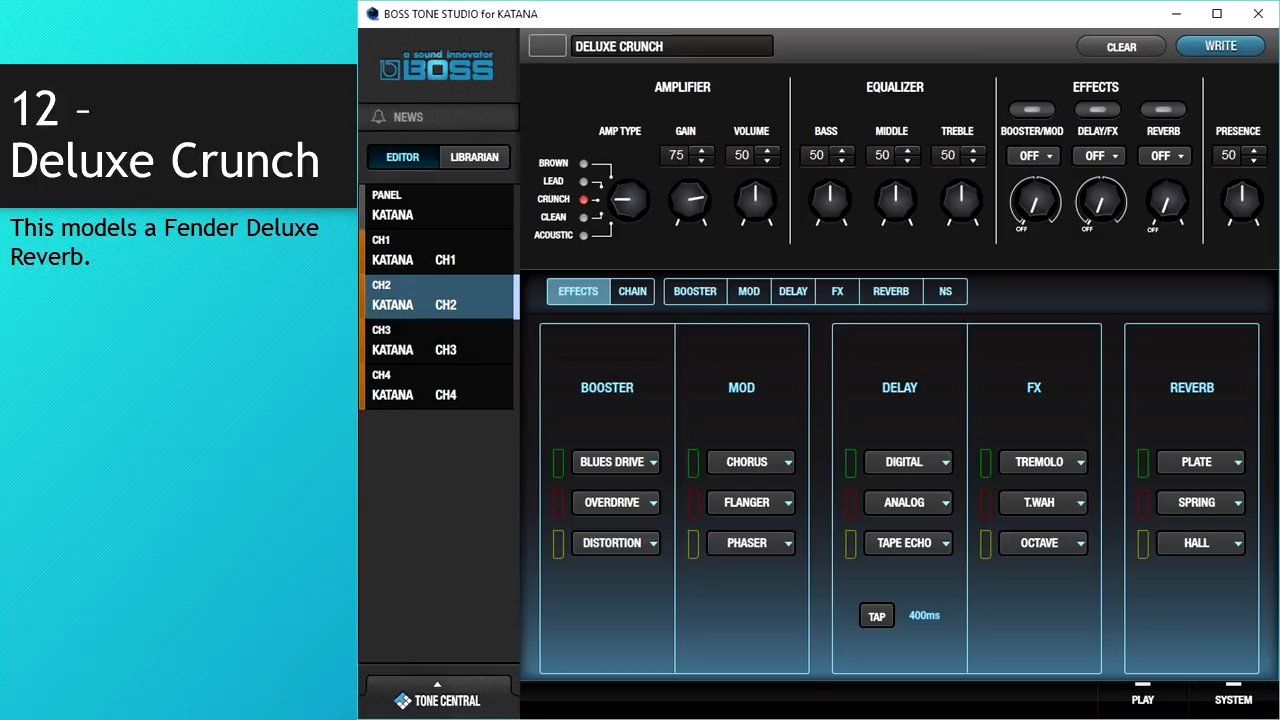 BOSS TONE STUDIO for KATANA
12 –
Deluxe Crunch
This models a Fender Deluxe
Reverb.
a sound innovator
BOSS
NEWS
EDITOR LIBRARIAN
PANEL
KATANA
CH1
KATANA CH1
CH2
KATANA CH2
CH3
KATANA CH3
CH4
KATANA CH4
TONE CENTRAL
DELUXE CRUNCH CLEAR WRITE
AMPLIFIER EQUALIZER EFFECTS
AMP TYPE GAIN VOLUME BASS MIDDLE TREBLE BOOSTER/MOD DELAY/FX REVERB PRESENCE
75 50 50 50 50 OFF OFF OFF 50
BROWN
LEAD
CRUNCH
CLEAN
ACOUSTIC
OFF OFF OFF
EFFECTS CHAIN BOOSTER MOD DELAY FX REVERB NS
BOOSTER MOD DELAY FX REVERB
BLUES DRIVE CHORUS DIGITAL TREMOLO PLATE
OVERDRIVE FLANGER ANALOG T.WAH SPRING
DISTORTION PHASER TAPE ECHO OCTAVE HALL
TAP 400ms
PLAY SYSTEM